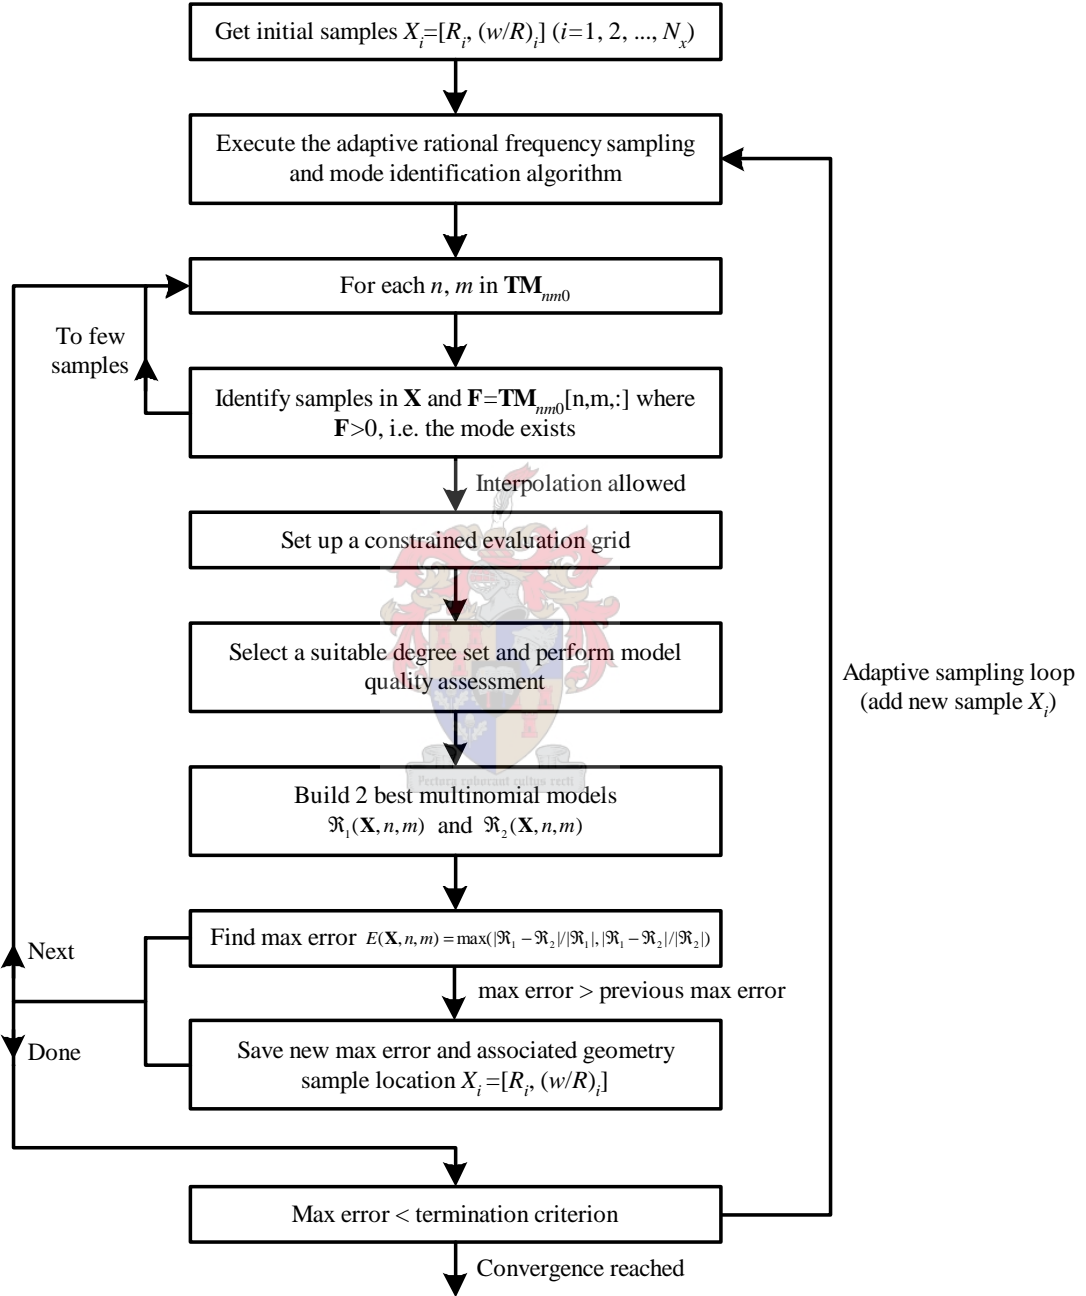 Get initial samples X_i=[R_i, (w/R)_i] (i=1, 2, ..., N_x)
Execute the adaptive rational frequency sampling
and mode identification algorithm
For each n, m in TM_nm0
To few
samples
Identify samples in X and F=TM_nm0[n,m,:] where
F>0, i.e. the mode exists
Interpolation allowed
Set up a constrained evaluation grid
Select a suitable degree set and perform model
quality assessment
Adaptive sampling loop
(add new sample X_i)
Pectora roborant cultus recti
Build 2 best multinomial models
ℜ_1(X,n,m) and ℜ_2(X,n,m)
Find max error E(X,n,m)=max(|ℜ_1−ℜ_2|/|ℜ_1|,|ℜ_1−ℜ_2|/|ℜ_2|)
Next
max error > previous max error
Done
Save new max error and associated geometry
sample location X_i=[R_i, (w/R)_i]
Max error < termination criterion
Convergence reached